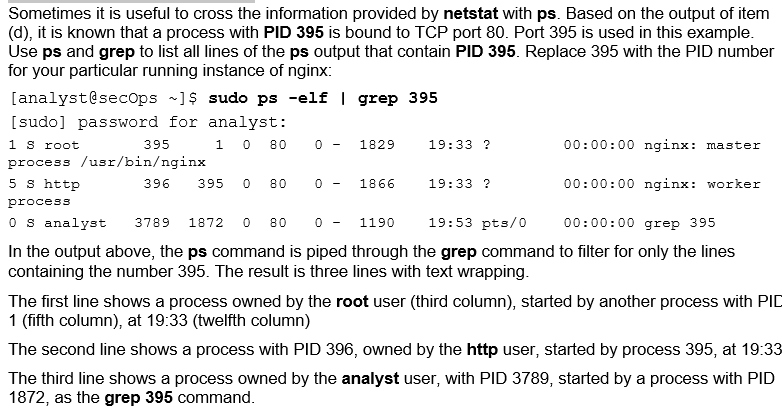 Sometimes it is useful to cross the information provided by netstat with ps. Based on the output of item
(d), it is known that a process with PID 395 is bound to TCP port 80. Port 395 is used in this example.
Use ps and grep to list all lines of the ps output that contain PID 395. Replace 395 with the PID number
for your particular running instance of nginx:
[analyst@secOps ~]$ sudo ps -elf | grep 395
[sudo] password for analyst:
1 S root 395 1 0 80 0 - 1829 19:33 ? 00:00:00 nginx: master
process /usr/bin/nginx
5 S http 396 395 0 80 0 - 1866 19:33 ? 00:00:00 nginx: worker
process
0 S analyst 3789 1872 0 80 0 - 1190 19:53 pts/0 00:00:00 grep 395
In the output above, the ps command is piped through the grep command to filter for only the lines
containing the number 395. The result is three lines with text wrapping.
The first line shows a process owned by the root user (third column), started by another process with PID
1 (fifth column), at 19:33 (twelfth column)
The second line shows a process with PID 396, owned by the http user, started by process 395, at 19:33
The third line shows a process owned by the analyst user, with PID 3789, started by a process with PID
1872, as the grep 395 command.